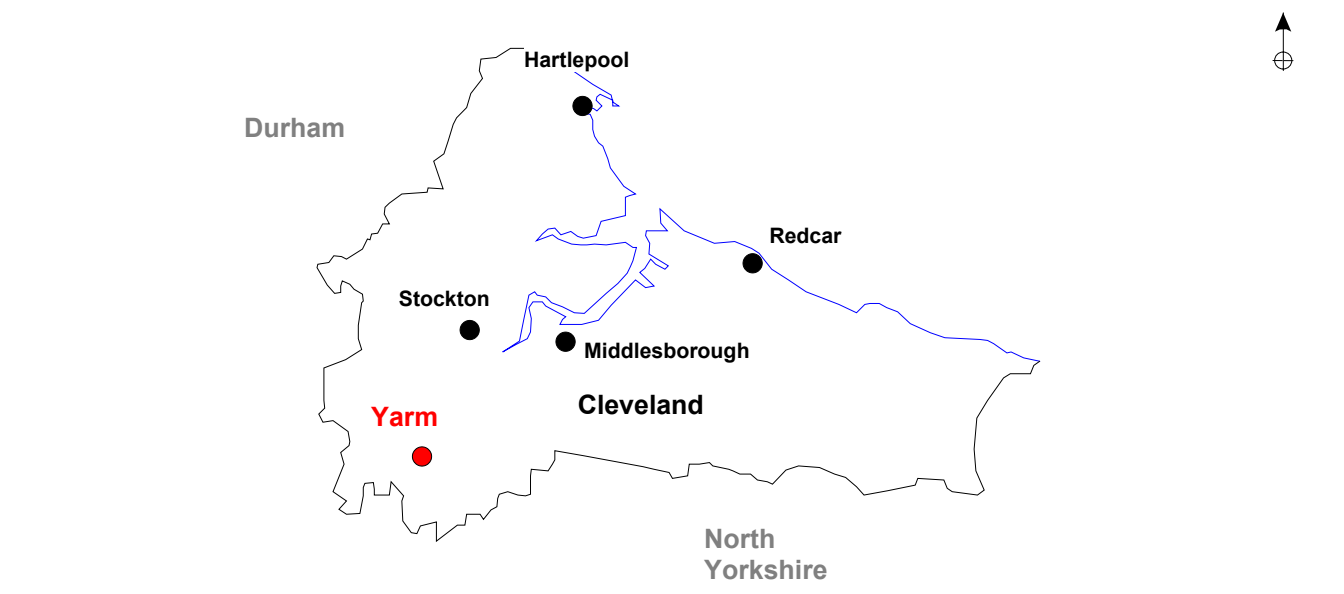 Hartlepool
Durham
Redcar
Stockton
Middlesborough
Cleveland
Yarm
North
Yorkshire